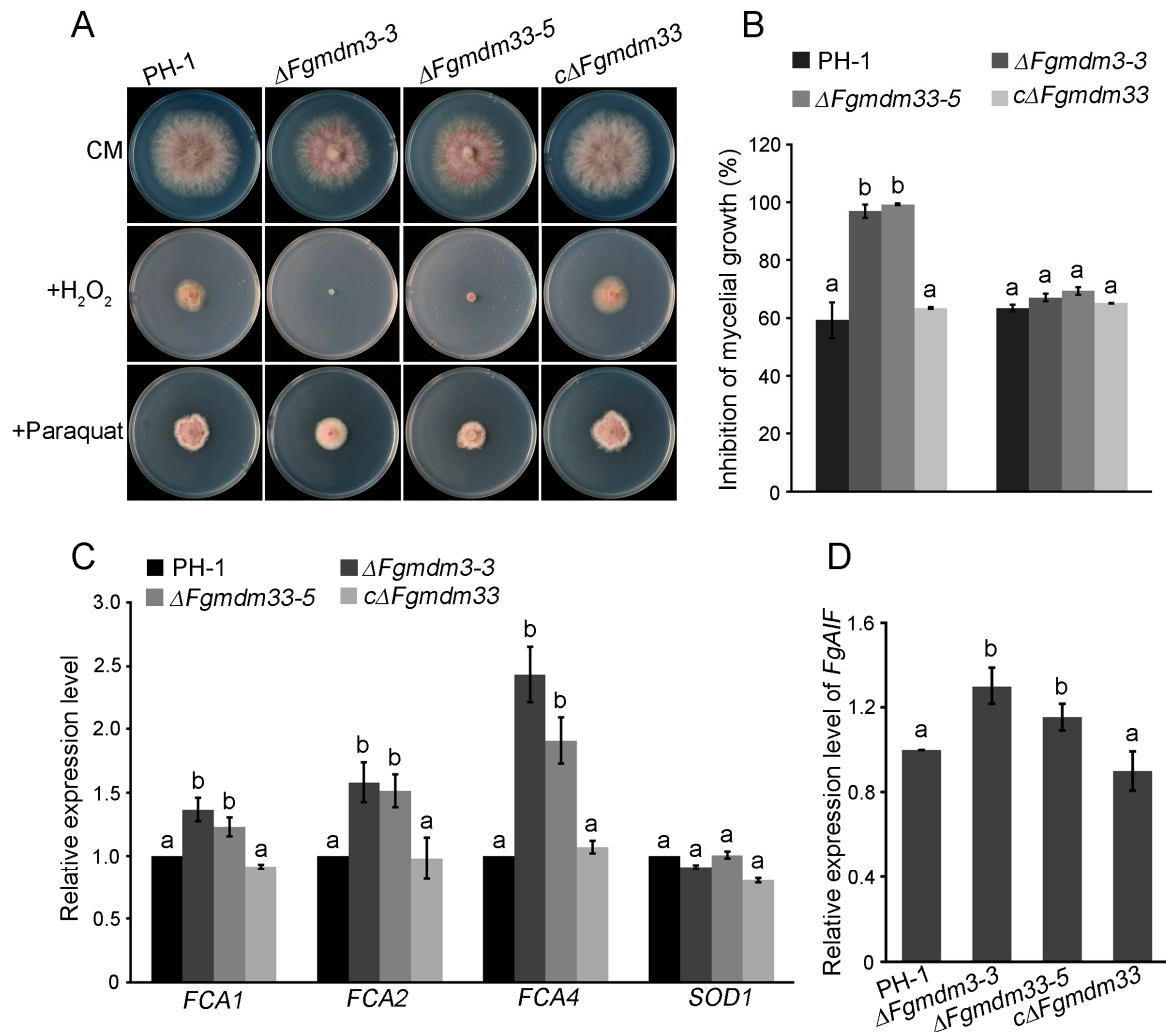 A
PH-1 ΔFgmdm3-3 ΔFgmdm33-5 cΔFgmdm33
CM
+H₂O₂
+Paraquat
B
PH-1 ΔFgmdm3-3
ΔFgmdm33-5 cΔFgmdm33
Inhibition of mycelial growth (%)
120
100
80
60
40
20
0
a b b a a a a a
C
PH-1 ΔFgmdm3-3
ΔFgmdm33-5 cΔFgmdm33
Relative expression level
3.0
2.5
2.0
1.5
1.0
0.5
0
a b b a a b b a a b b a a a a a
FCA1 FCA2 FCA4 SOD1
D
Relative expression level of FgAIF
1.6
1.2
0.8
0.4
0
a b b a
PH-1 ΔFgmdm3-3 ΔFgmdm33-5 cΔFgmdm33